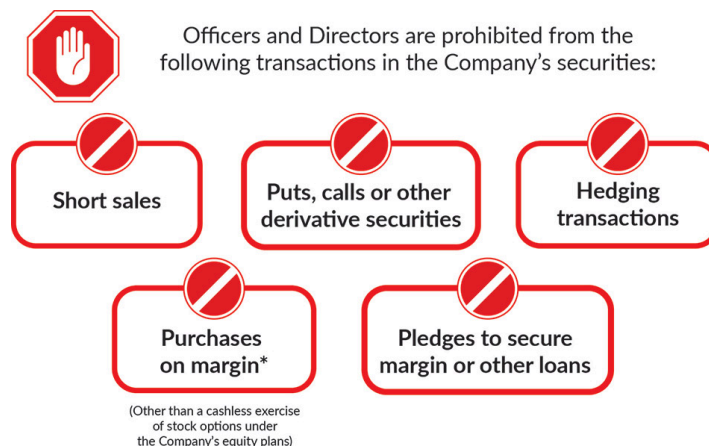 Officers and Directors are prohibited from the
following transactions in the Company's securities:
Short sales
Puts, calls or other
derivative securities
Hedging
transactions
Purchases
on margin*
Pledges to secure
margin or other loans
(Other than a cashless exercise
of stock options under
the Company's equity plans)